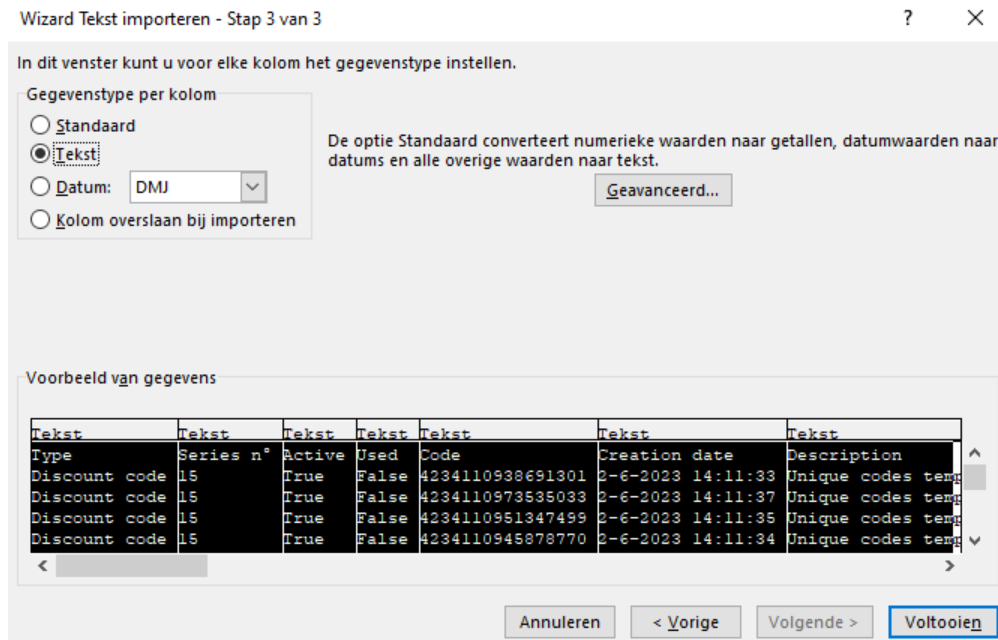 Wizard Tekst importeren - Stap 3 van 3
?
In dit venster kunt u voor elke kolom het gegevenstype instellen.
Gegevenstype per kolom
Standaard
Tekst
Datum: DMJ
Kolom overslaan bij importeren
De optie Standaard converteert numerieke waarden naar getallen, datumwaarden naar
datums en alle overige waarden naar tekst.
Geavanceerd...
Voorbeeld van gegevens
Tekst Tekst Tekst Tekst Tekst Tekst Tekst
Type Series n° Active Used Code Creation date Description
Discount code 15 True False 4234110938691301 2-6-2023 14:11:33 Unique codes temp
Discount code 15 True False 4234110973535033 2-6-2023 14:11:37 Unique codes temp
Discount code 15 True False 4234110951347499 2-6-2023 14:11:35 Unique codes temp
Discount code 15 True False 4234110945878770 2-6-2023 14:11:34 Unique codes temp
Annuleren < Vorige Volgende > Voltooien